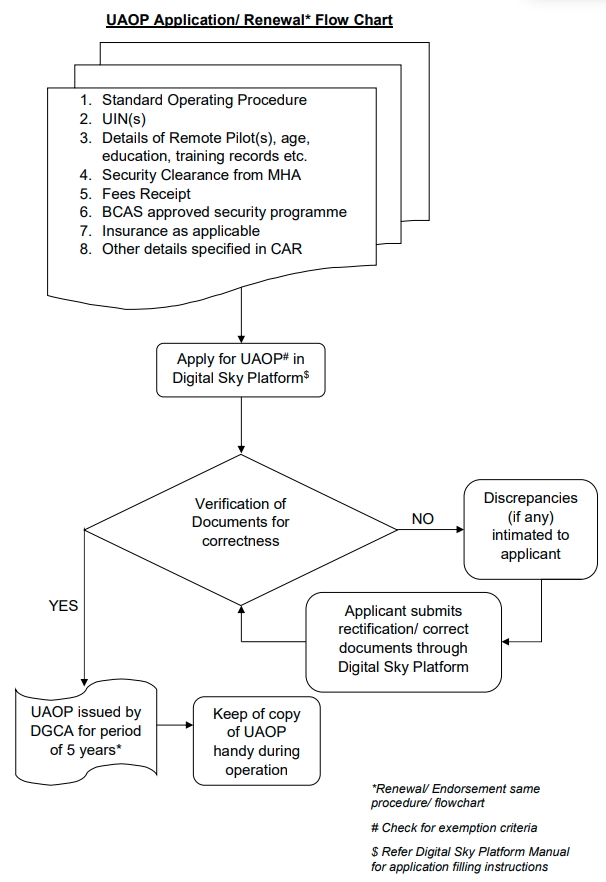 UAOP Application/ Renewal* Flow Chart
1. Standard Operating Procedure
2. UIN(s)
3. Details of Remote Pilot(s), age,
education, training records etc.
4. Security Clearance from MHA
5. Fees Receipt
6. BCAS approved security programme
7. Insurance as applicable
8. Other details specified in CAR
Apply for UAOP# in
Digital Sky Platform$
Verification of
Documents for
correctness
NO
Discrepancies
(if any)
intimated to
applicant
Applicant submits
rectification/ correct
documents through
Digital Sky Platform
YES
UAOP issued by
DGCA for period
of 5 years*
Keep of copy
of UAOP
handy during
operation
*Renewal/ Endorsement same
procedure/ flowchart
# Check for exemption criteria
$ Refer Digital Sky Platform Manual
for application filling instructions